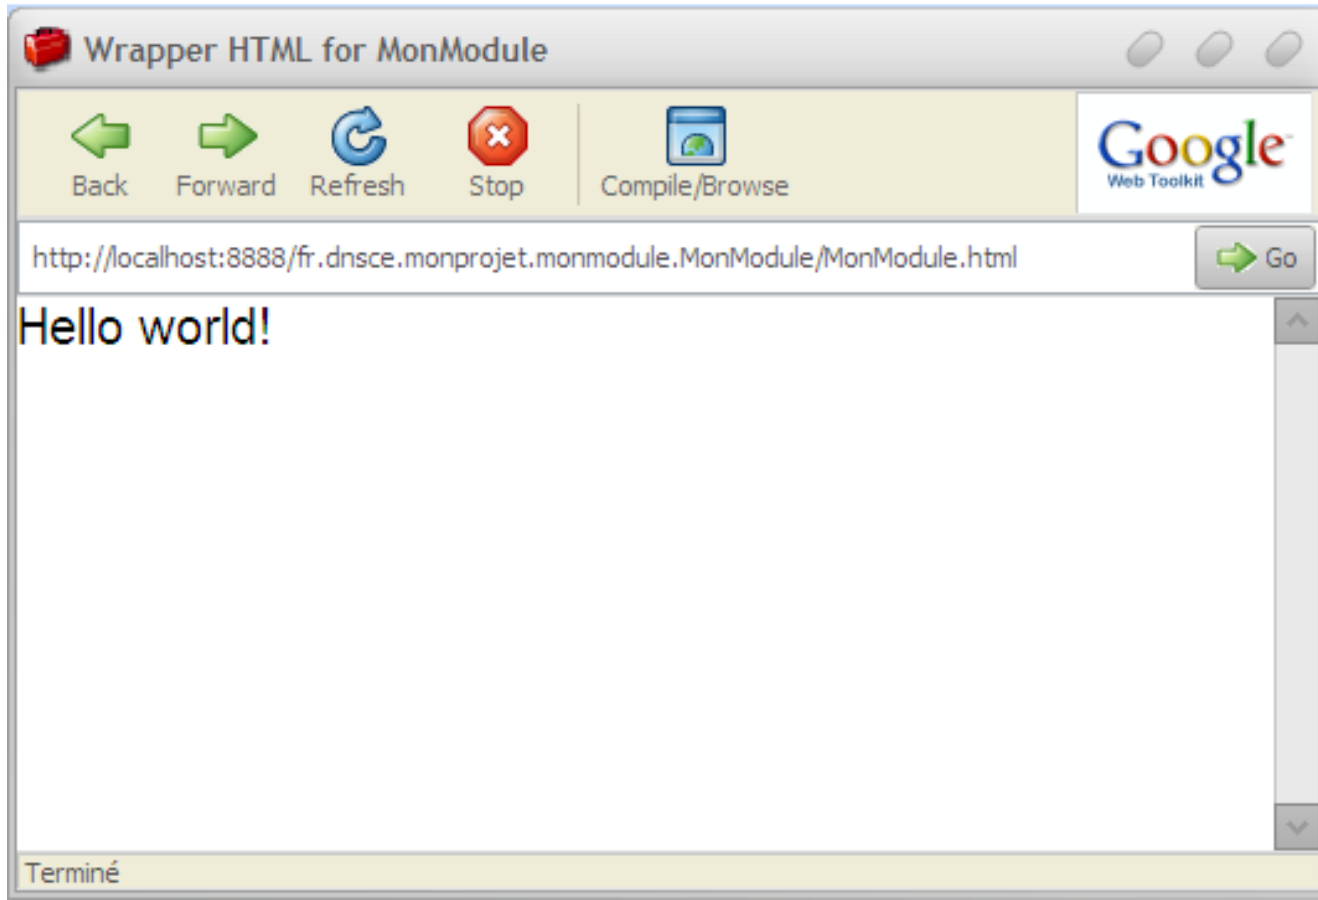 Wrapper HTML for MonModule
Back Forward Refresh Stop Compile/Browse
Google™
Web Toolkit
http://localhost:8888/fr.dnsce.monprojet.monmodule.MonModule/MonModule.html Go
Hello world!
Terminé